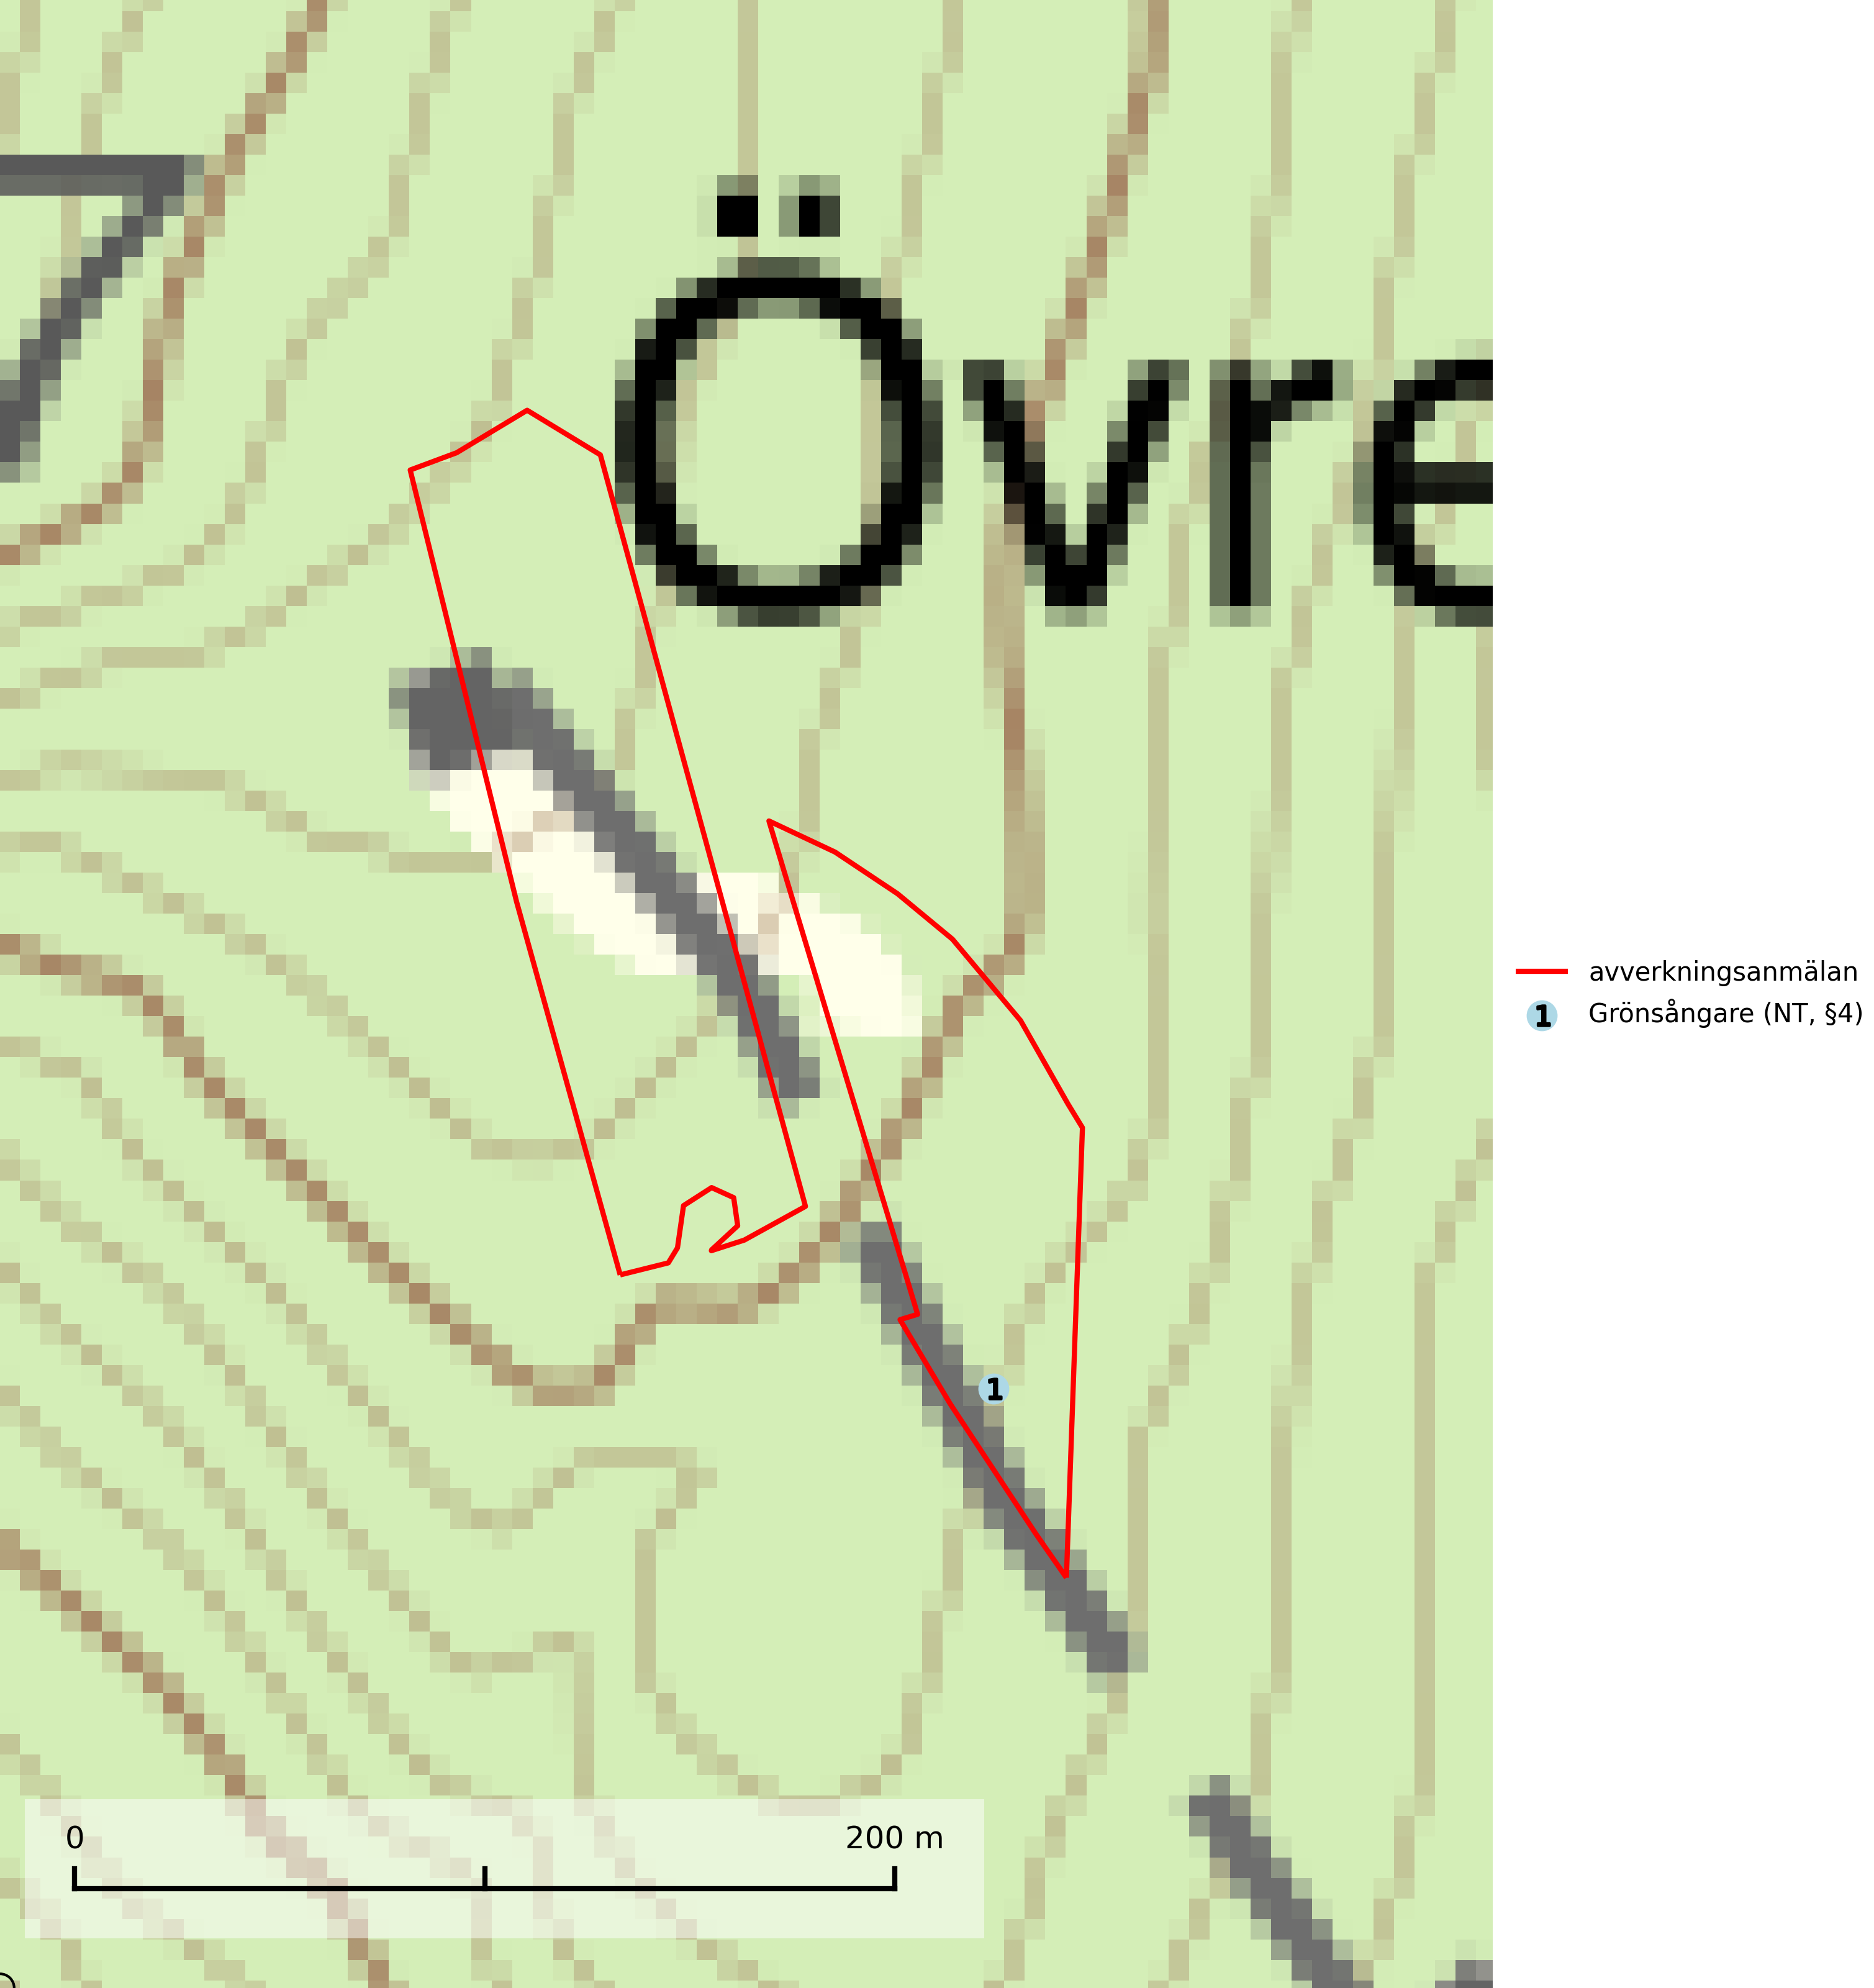 Övre
avverkningsanmälan
1 Grönsångare (NT, §4)
1
0 200 m